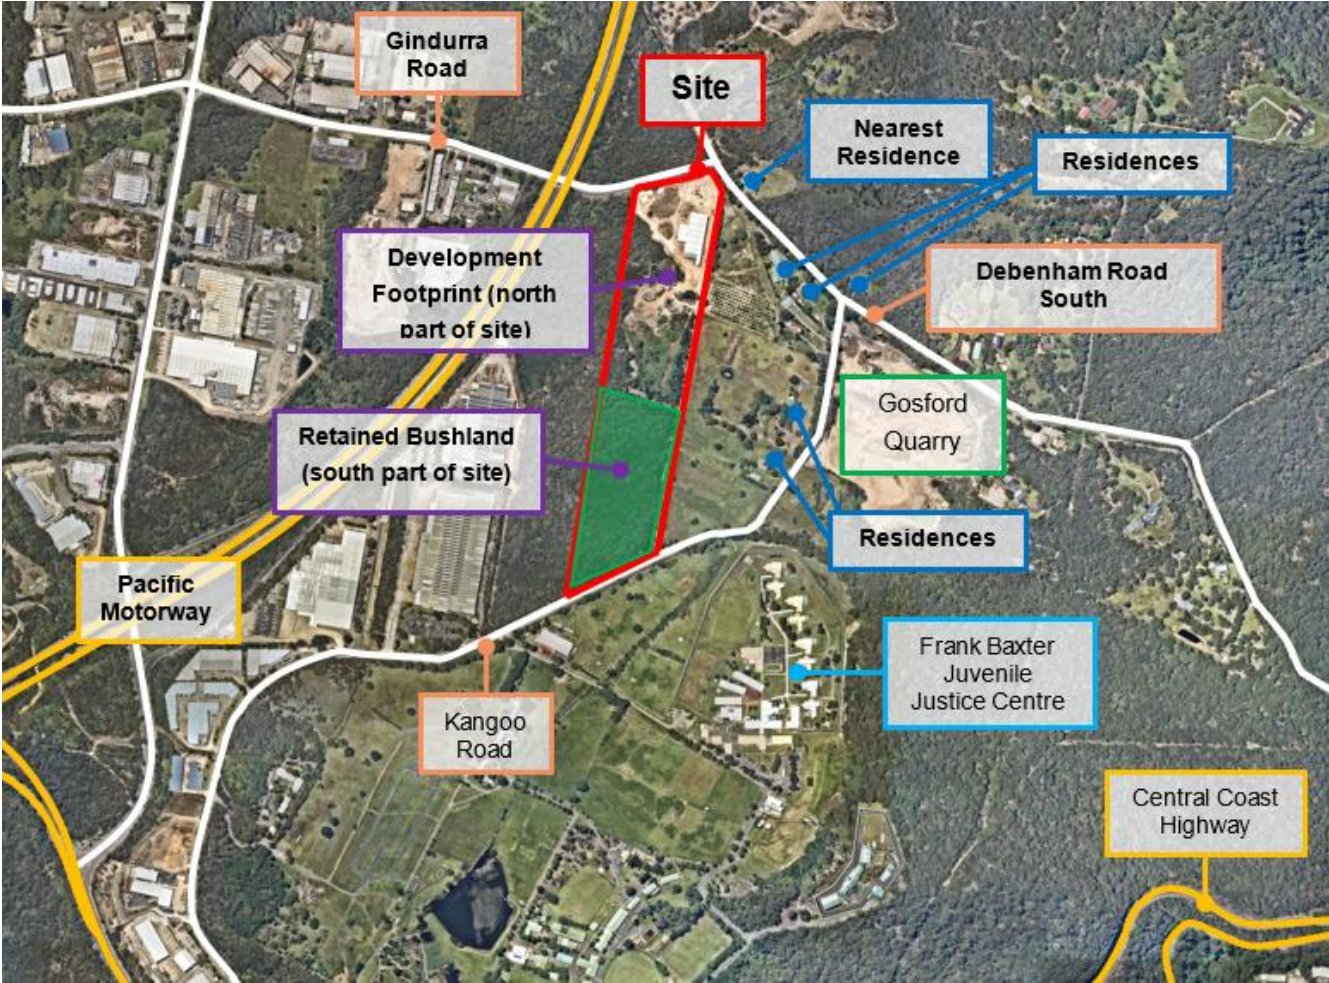 Gindurra
Road
Site
Nearest
Residence
Residences
Development
Footprint (north
part of site)
Debenham Road
South
Gosford
Quarry
Retained Bushland
(south part of site)
Residences
Pacific
Motorway
Frank Baxter
Juvenile
Justice Centre
Kangoo
Road
Central Coast
Highway